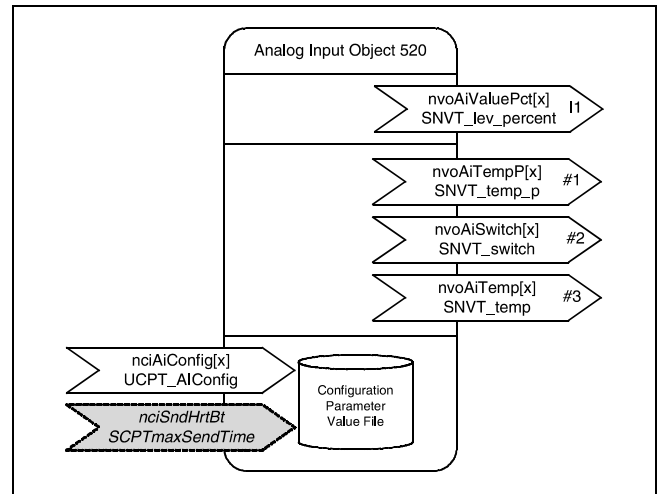 Analog Input Object 520
nvoAiValuePct[x] I1
SNVT_lev_percent
nvoAiTempP[x] #1
SNVT_temp_p
nvoAiSwitch[x] #2
SNVT_switch
nvoAiTemp[x] #3
SNVT_temp
nciAiConfig[x]
UCPT_AIConfig
nciSndHrtBt
SCPTmaxSendTime
Configuration
Parameter
Value File